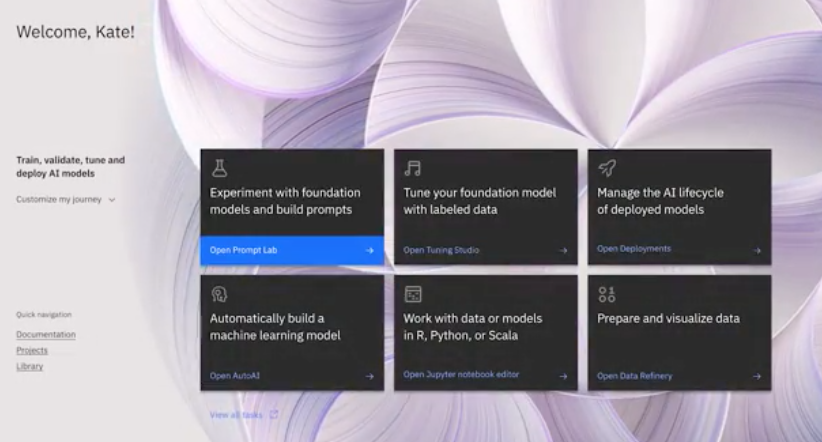 Welcome, Kate!
Train, validate, tune and
deploy AI models
Customize my journey
Quick navigation
Documentation
Projects
Library
Experiment with foundation
models and build prompts
Open Prompt Lab
Tune your foundation model
with labeled data
Open Tuning Studio
Manage the AI lifecycle
of deployed models
Open Deployments
Automatically build a
machine learning model
Open AutoAI
Work with data or models
in R, Python, or Scala
Open Jupyter notebook editor
Prepare and visualize data
Open Data Refinery
View all tasks